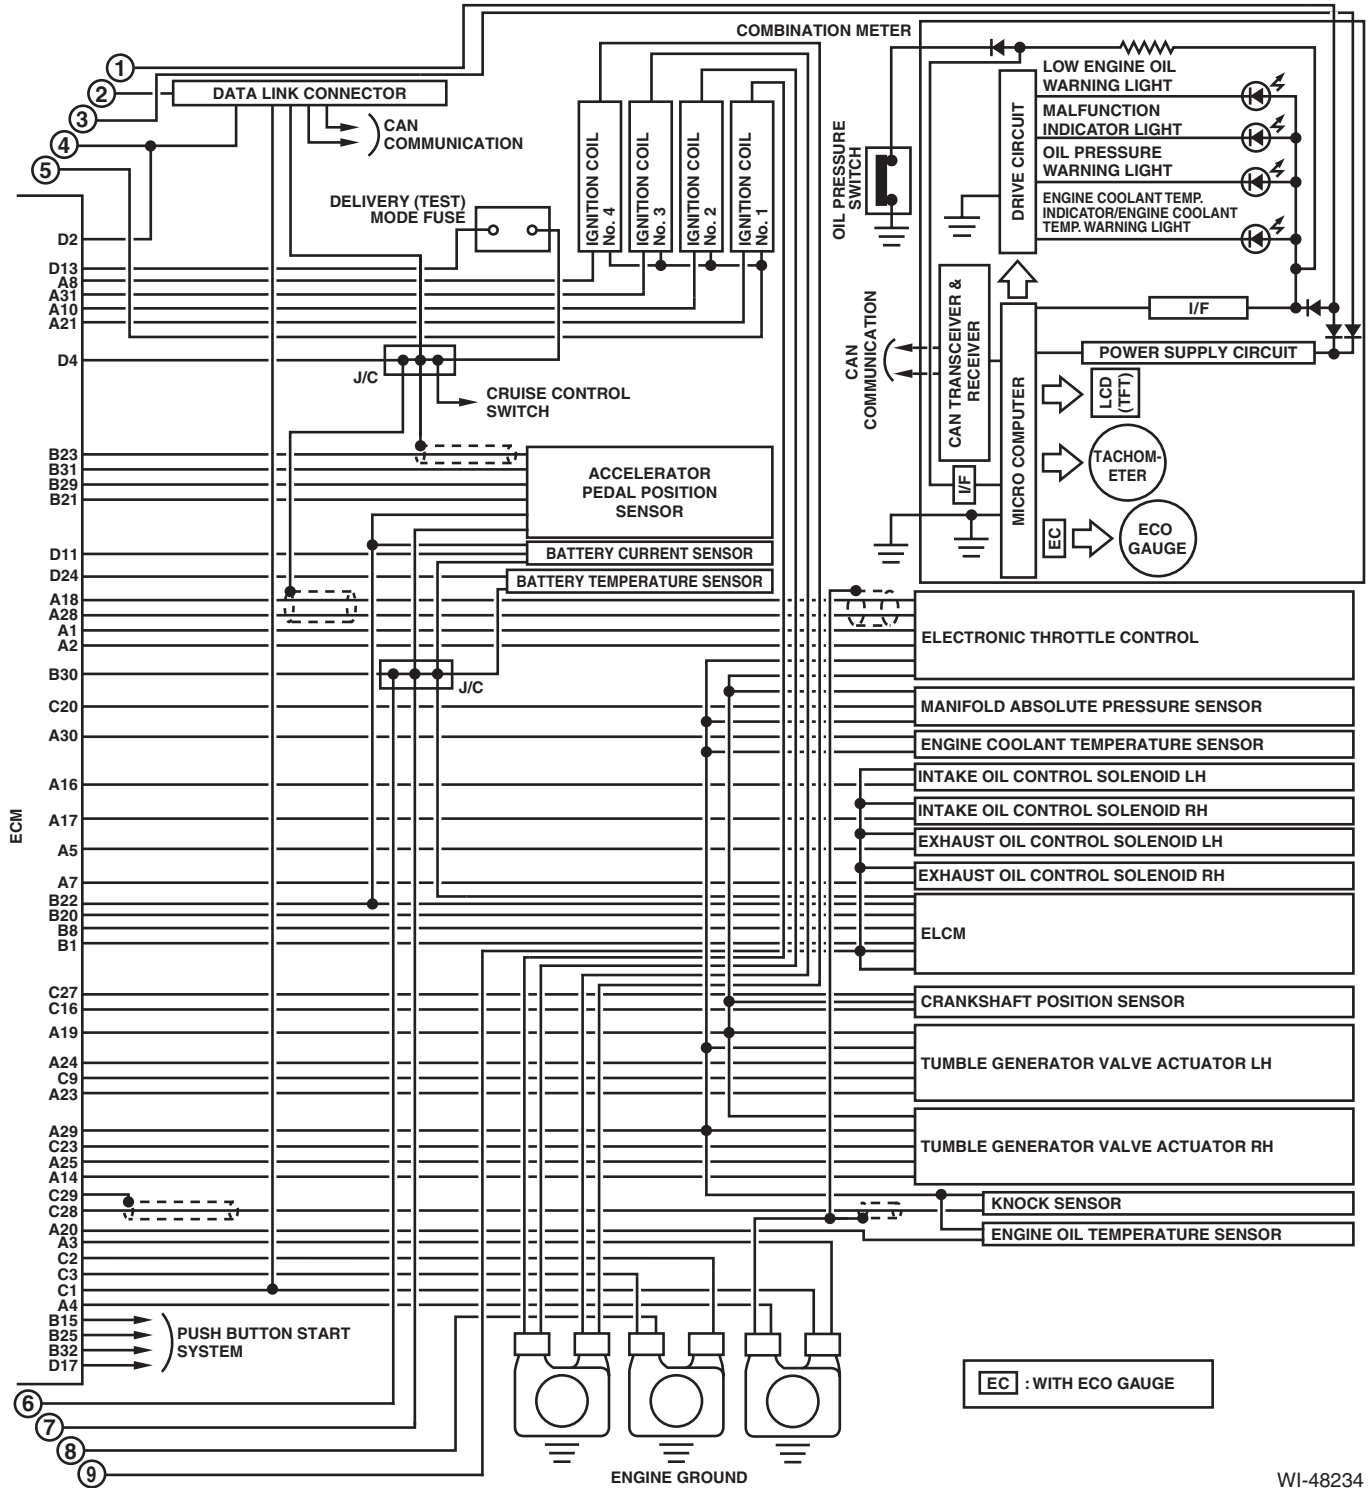 COMBINATION METER
1
2
DATA LINK CONNECTOR
3
CAN
COMMUNICATION
4
5
DELIVERY (TEST)
MODE FUSE
IGNITION COIL
No. 4
IGNITION COIL
No. 3
IGNITION COIL
No. 2
IGNITION COIL
No. 1
OIL PRESSURE
SWITCH
DRIVE CIRCUIT
LOW ENGINE OIL
WARNING LIGHT
MALFUNCTION
INDICATOR LIGHT
OIL PRESSURE
WARNING LIGHT
ENGINE COOLANT TEMP.
INDICATOR/ENGINE COOLANT
TEMP. WARNING LIGHT
CAN
COMMUNICATION
CAN TRANSCEIVER &
RECEIVER
I/F
MICRO COMPUTER
I/F
POWER SUPPLY CIRCUIT
LCD
(TFT)
TACHOM-
ETER
EC
ECO
GAUGE
ECM
D2
D13
A8
A31
A10
A21
D4
J/C
CRUISE CONTROL
SWITCH
B23
B31
B29
B21
ACCELERATOR
PEDAL POSITION
SENSOR
D11
BATTERY CURRENT SENSOR
D24
BATTERY TEMPERATURE SENSOR
A18
A28
A1
A2
ELECTRONIC THROTTLE CONTROL
B30
J/C
C20
MANIFOLD ABSOLUTE PRESSURE SENSOR
A30
ENGINE COOLANT TEMPERATURE SENSOR
A16
INTAKE OIL CONTROL SOLENOID LH
A17
INTAKE OIL CONTROL SOLENOID RH
A5
EXHAUST OIL CONTROL SOLENOID LH
A7
EXHAUST OIL CONTROL SOLENOID RH
B22
B20
B8
B1
ELCM
C27
C16
CRANKSHAFT POSITION SENSOR
A19
A24
C9
A23
TUMBLE GENERATOR VALVE ACTUATOR LH
A29
C23
A25
A14
TUMBLE GENERATOR VALVE ACTUATOR RH
C29
C28
KNOCK SENSOR
A20
ENGINE OIL TEMPERATURE SENSOR
A3
C2
C3
C1
A4
B15
B25
B32
D17
PUSH BUTTON START
SYSTEM
6
7
8
9
ENGINE GROUND
EC : WITH ECO GAUGE
WI-48234